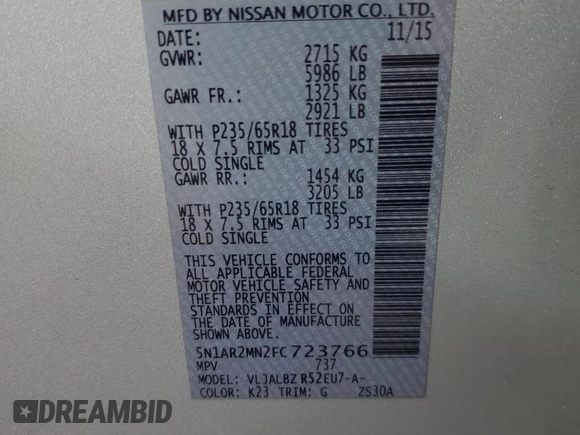 MFD BY NISSAN MOTOR CO., LTD.
DATE: 11/15
GVWR: 2715 KG
5986 LB
GAWR FR.: 1325 KG
2921 LB
WITH P235/65R18 TIRES
18 X 7.5 RIMS AT 33 PSI
COLD SINGLE
GAWR RR.: 1454 KG
3205 LB
WITH P235/65R18 TIRES
18 X 7.5 RIMS AT 33 PSI
COLD SINGLE
THIS VEHICLE CONFORMS TO
ALL APPLICABLE FEDERAL
MOTOR VEHICLE SAFETY AND
THEFT PREVENTION
STANDARDS IN EFFECT ON
THE DATE OF MANUFACTURE
SHOWN ABOVE.
5N1AR2MN2FC723766
MPV 737
MODEL: VLJALBZ R52EU7-A-
COLOR: K23 TRIM: G ZS30A
DREAMBID